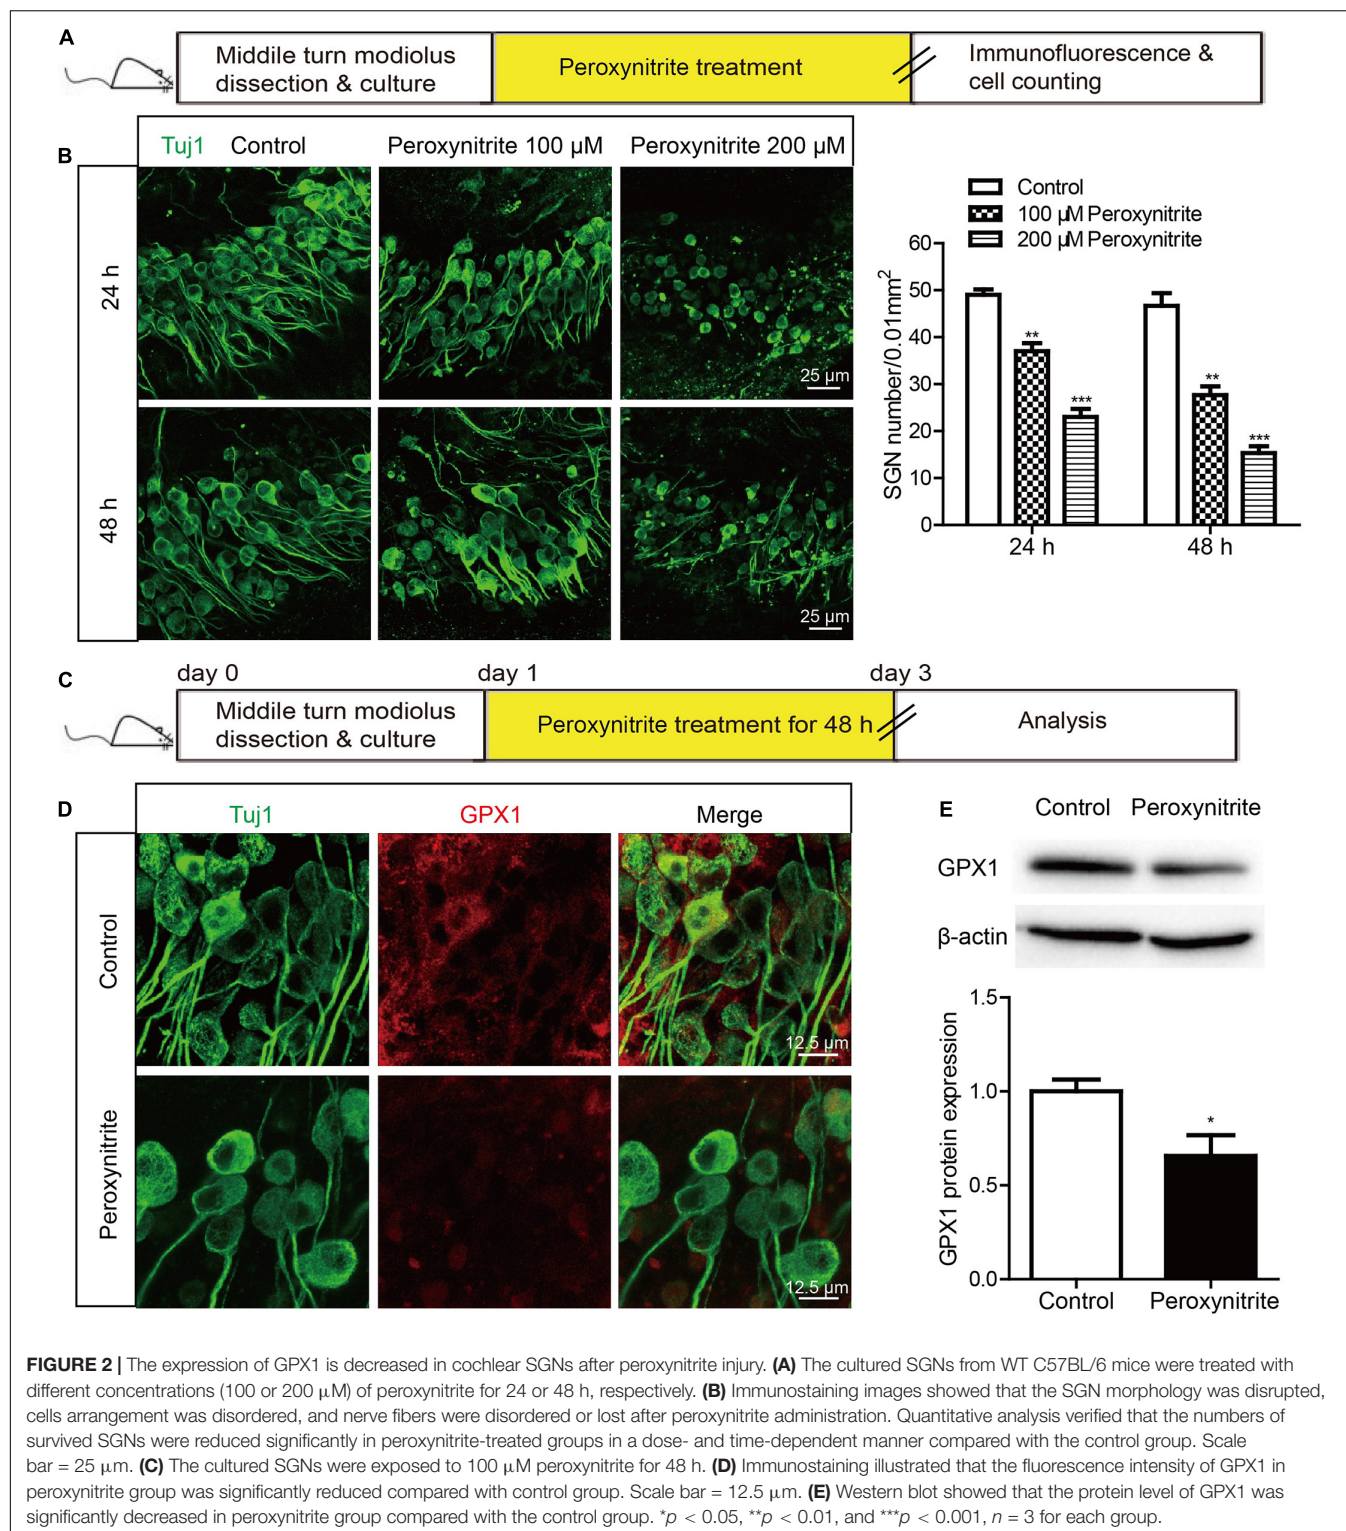 A
Middile turn modiolus
dissection & culture
Peroxynitrite treatment
Immunofluorescence &
cell counting
B
Tuj1 Control
Peroxynitrite 100 µM
Peroxynitrite 200 µM
24 h
25 µm
48 h
25 µm
Control
100 µM Peroxynitrite
200 µM Peroxynitrite
SGN number/0.01mm²
60
50
40
30
20
10
0
**
***
**
***
24 h
48 h
C
day 0
day 1
day 3
Middile turn modiolus
dissection & culture
Peroxynitrite treatment for 48 h
Analysis
D
Tuj1
GPX1
Merge
Control
12.5 µm
Peroxynitrite
12.5 µm
E
Control
Peroxynitrite
GPX1
β-actin
GPX1 protein expression
1.5
1.0
0.5
0.0
*
Control
Peroxynitrite
FIGURE 2 | The expression of GPX1 is decreased in cochlear SGNs after peroxynitrite injury. (A) The cultured SGNs from WT C57BL/6 mice were treated with
different concentrations (100 or 200 µM) of peroxynitrite for 24 or 48 h, respectively. (B) Immunostaining images showed that the SGN morphology was disrupted,
cells arrangement was disordered, and nerve fibers were disordered or lost after peroxynitrite administration. Quantitative analysis verified that the numbers of
survived SGNs were reduced significantly in peroxynitrite-treated groups in a dose- and time-dependent manner compared with the control group. Scale
bar = 25 µm. (C) The cultured SGNs were exposed to 100 µM peroxynitrite for 48 h. (D) Immunostaining illustrated that the fluorescence intensity of GPX1 in
peroxynitrite group was significantly reduced compared with control group. Scale bar = 12.5 µm. (E) Western blot showed that the protein level of GPX1 was
significantly decreased in peroxynitrite group compared with the control group. *p < 0.05, **p < 0.01, and ***p < 0.001, n = 3 for each group.